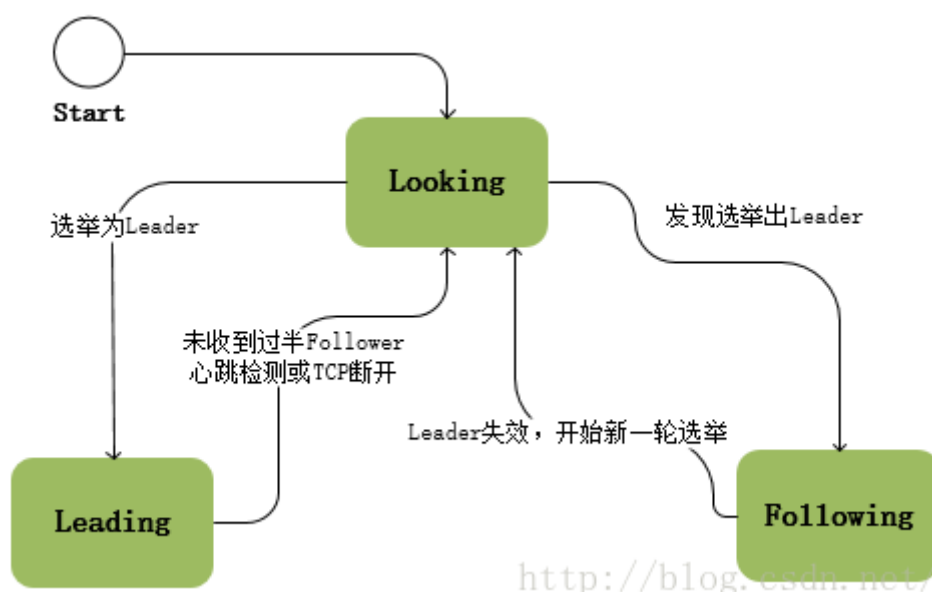 Start
Looking
选举为Leader
发现选举出Leader
未收到过半Follower
心跳检测或TCP断开
Leader失效，开始新一轮选举
Leading
Following
http://blog.csdn.net/